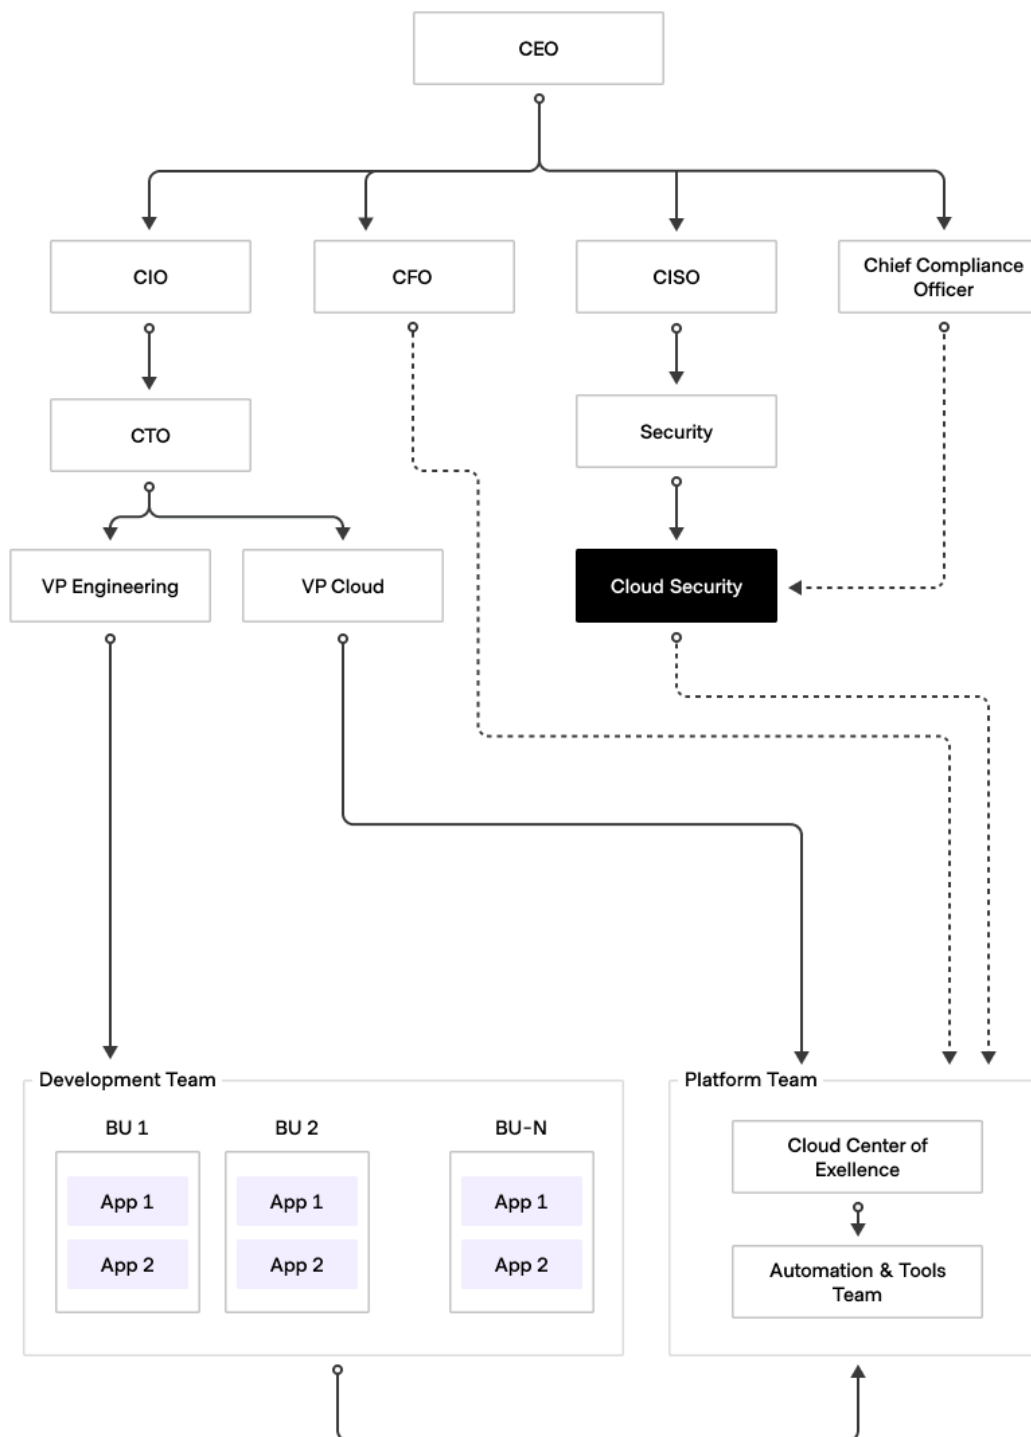 CEO
CIO
CFO
CISO
Chief Compliance
Officer
CTO
Security
VP Engineering
VP Cloud
Cloud Security
Development Team
BU 1
BU 2
BU-N
App 1
App 1
App 1
App 2
App 2
App 2
Platform Team
Cloud Center of
Exellence
Automation & Tools
Team